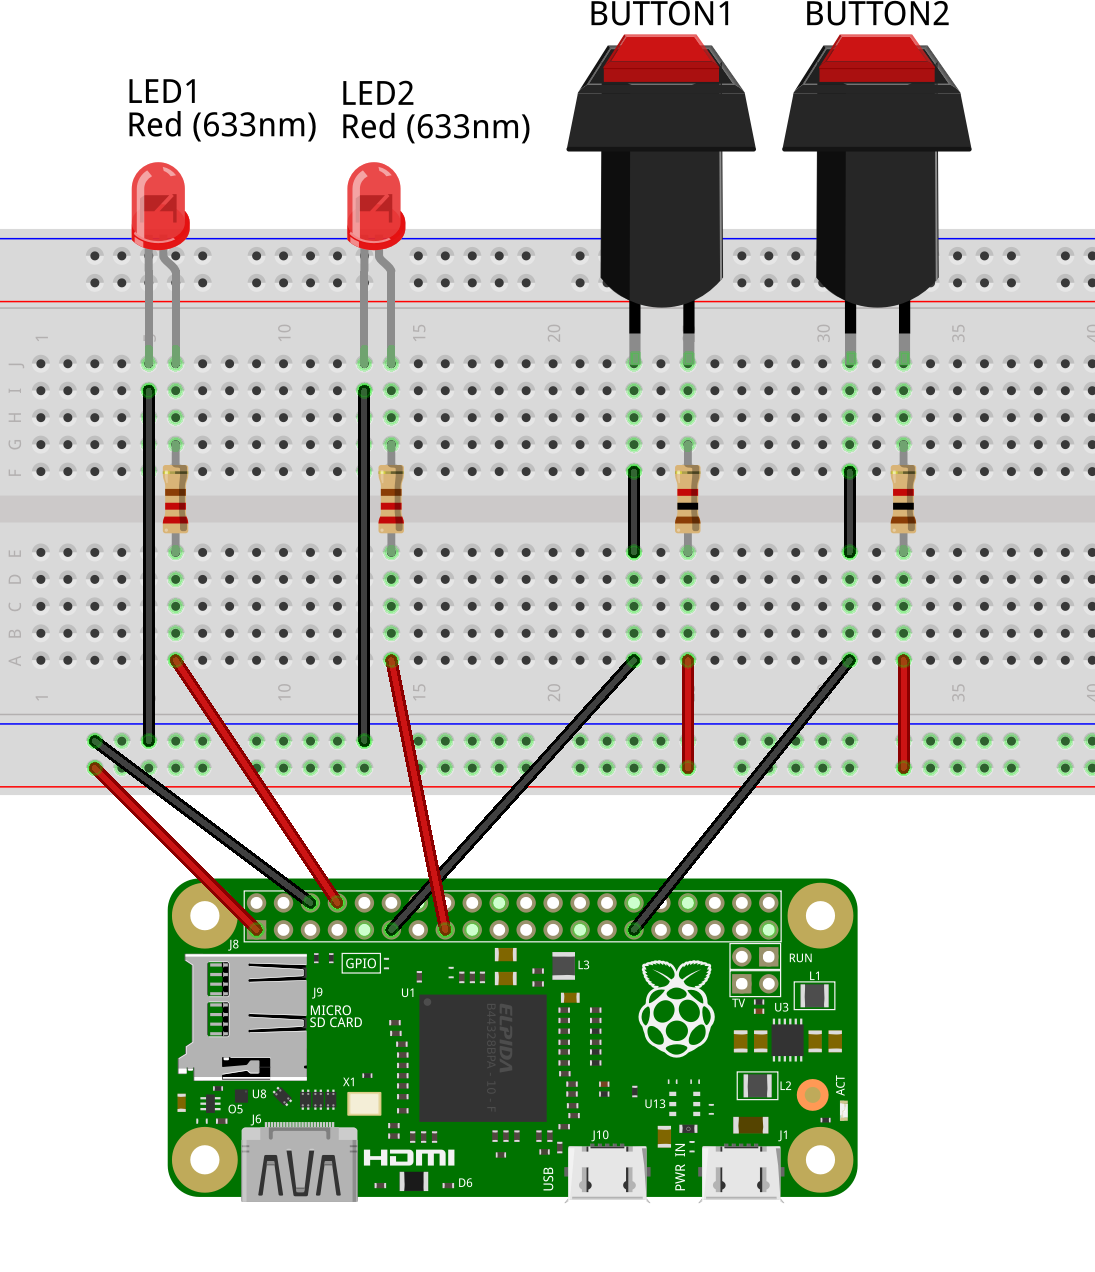 BUTTON1 BUTTON2
LED1
Red (633nm)
LED2
Red (633nm)
1 10 15 20 30 35 40
J
I
H
G
F
E
D
C
B
A
1 10 15 20 35 40
J8
GPIO
L3
RUN
J9
U1
TV
U3
L1
MICRO
SD CARD
ELPIDA
B4432BBPA - 10 - F
X1
L2
ACT
U8
O5
U13
J6
HDMI
D6
J10
USB
PWR IN
J1